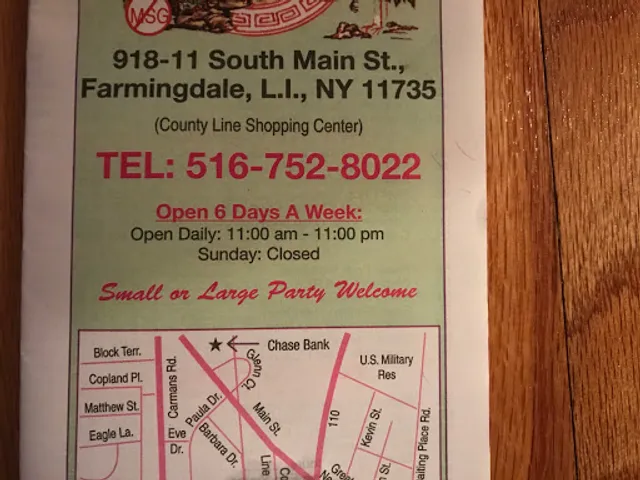 MSG
918-11 South Main St.,
Farmingdale, L.I., NY 11735
(County Line Shopping Center)
TEL: 516-752-8022
Open 6 Days A Week:
Open Daily: 11:00 am - 11:00 pm
Sunday: Closed
Small or Large Party Welcome
Chase Bank
Block Terr.
Glenn Ct.
U.S. Military
Res
Copland Pl.
Carmans Rd.
Matthew St.
Paula Dr.
Main St.
110
Eagle La.
Eve
Dr.
Barbara Dr.
Kevin St.
Rd.
Line
St.